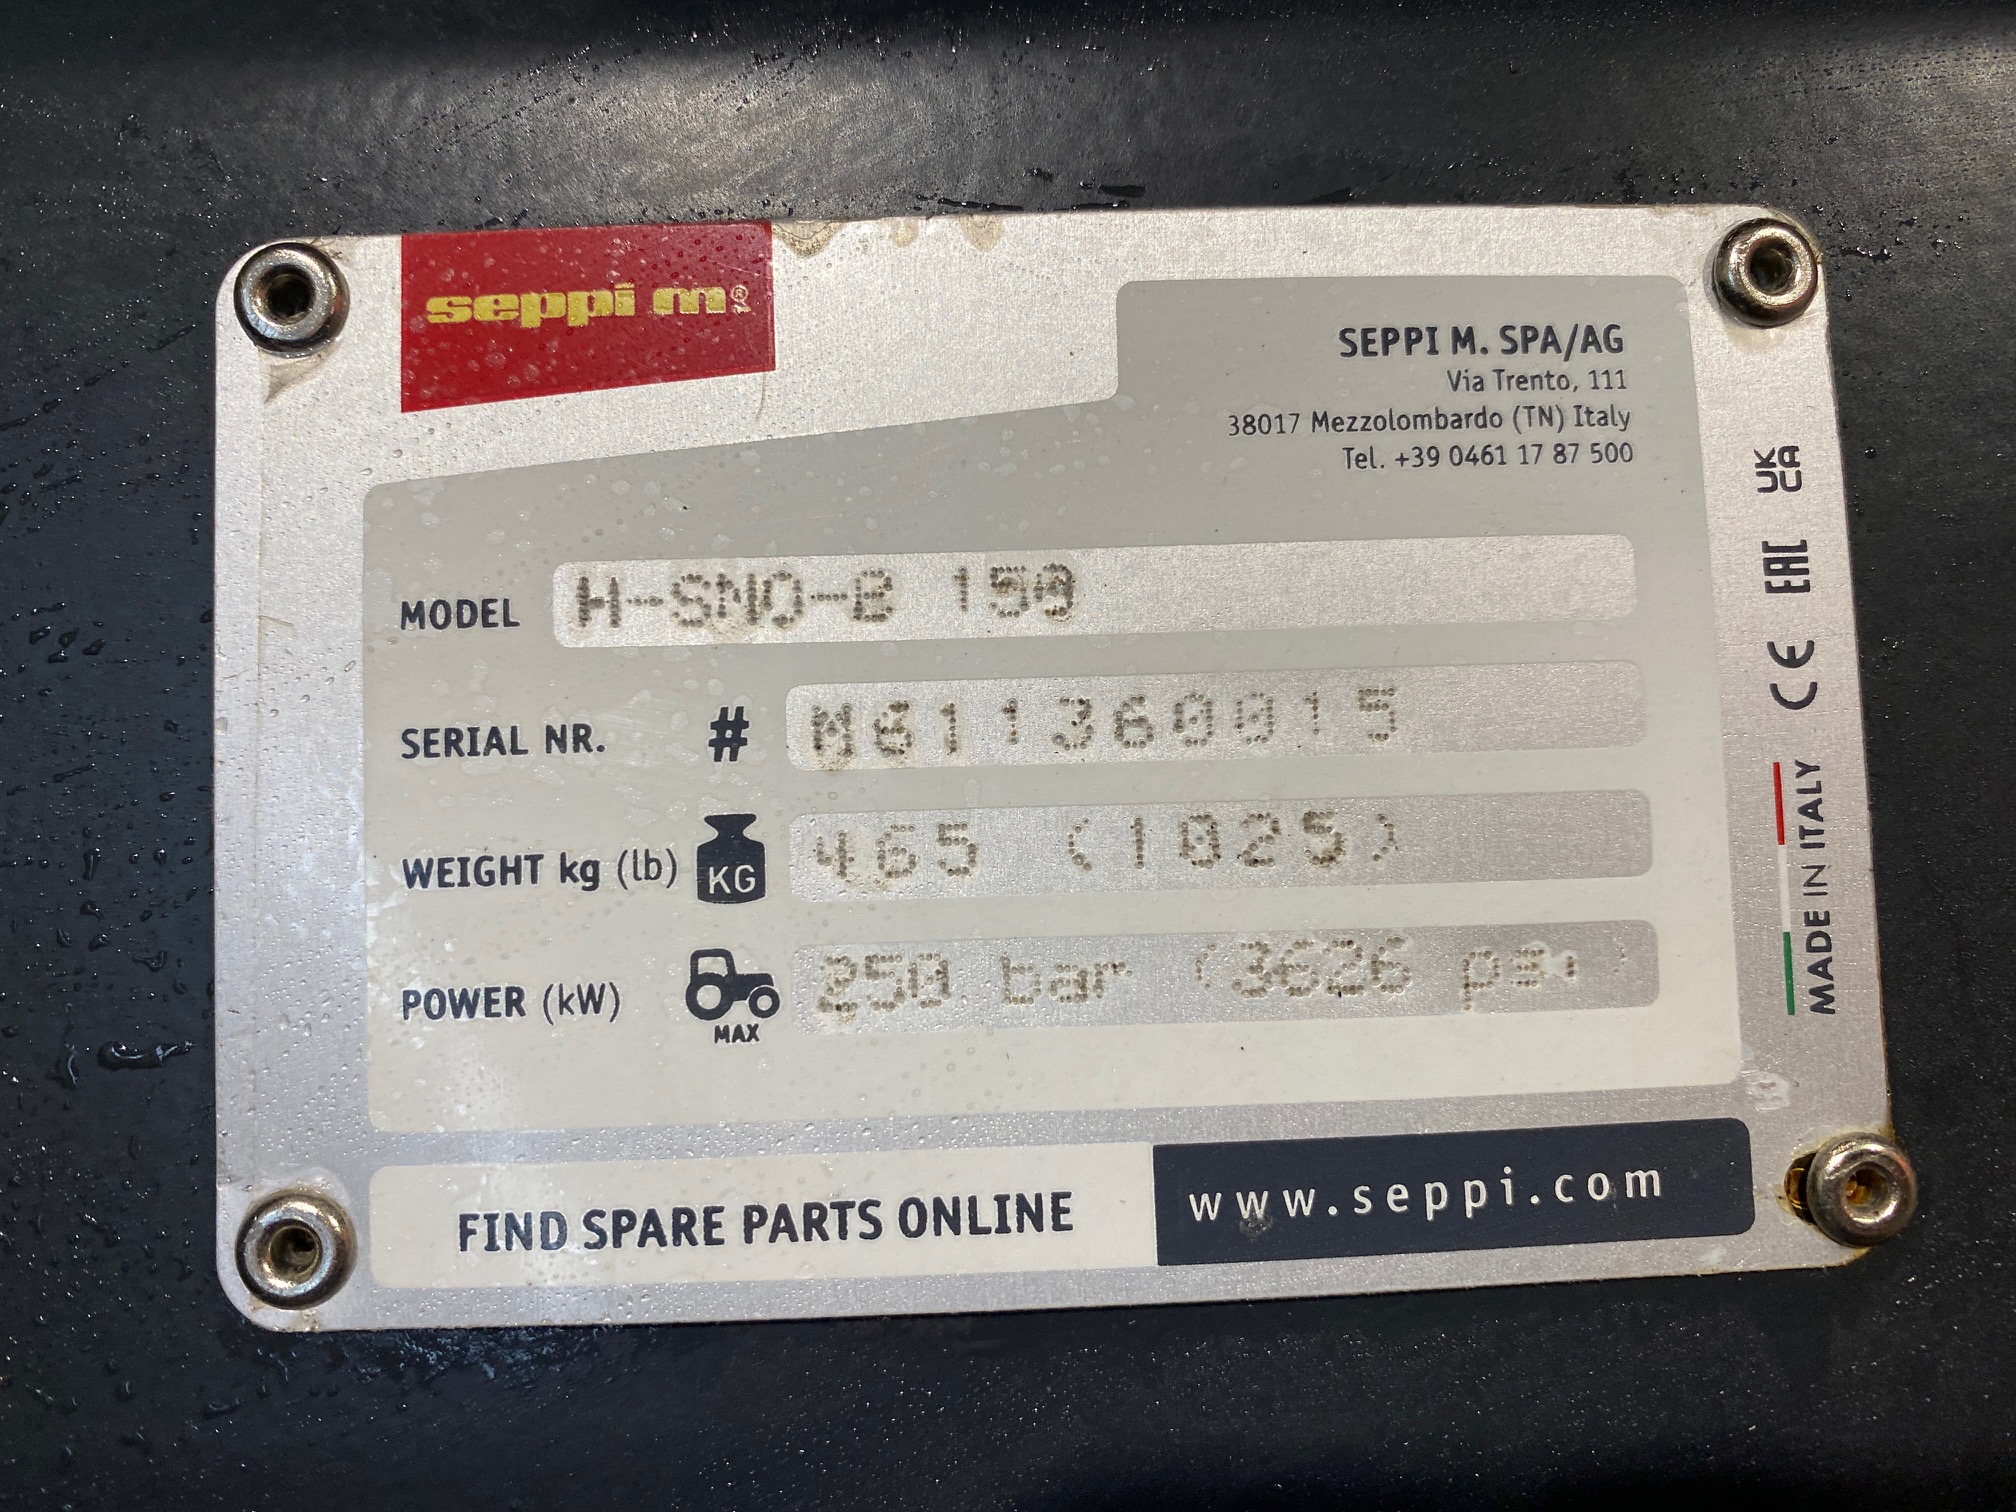 seppi m®
SEPPI M. SPA/AG
Via Trento, 111
38017 Mezzolombardo (TN) Italy
Tel. +39 0461 17 87 500
MODEL H-SNO-B 150
SERIAL NR. # M611360015
WEIGHT kg (lb) KG 465 (1025)
POWER (kW) MAX 250 bar (3626 psi)
FIND SPARE PARTS ONLINE www.seppi.com
MADE IN ITALY CE EAC UKCA